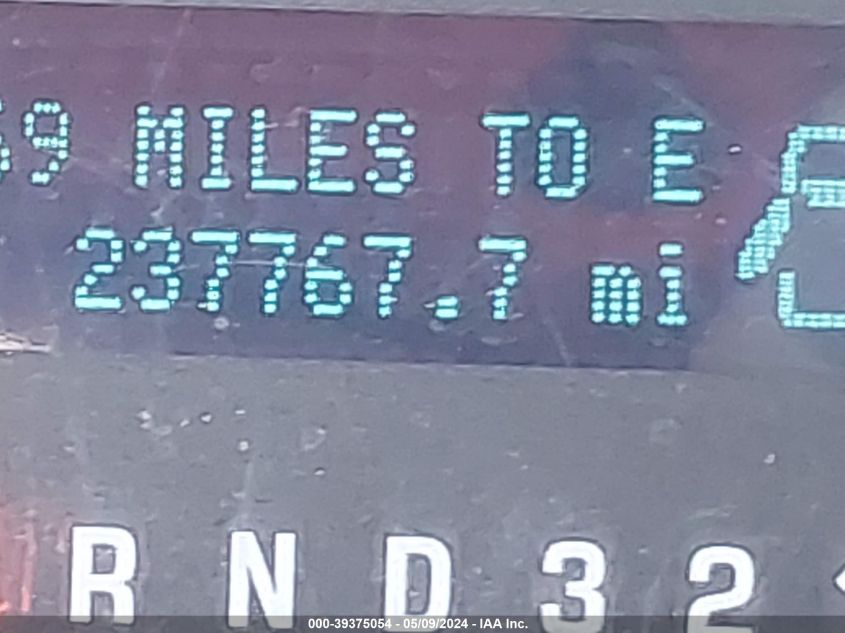 9 MILES TO E
237767.7 mi
R N D 3 2
000-39375054 - 05/09/2024 - IAA Inc.